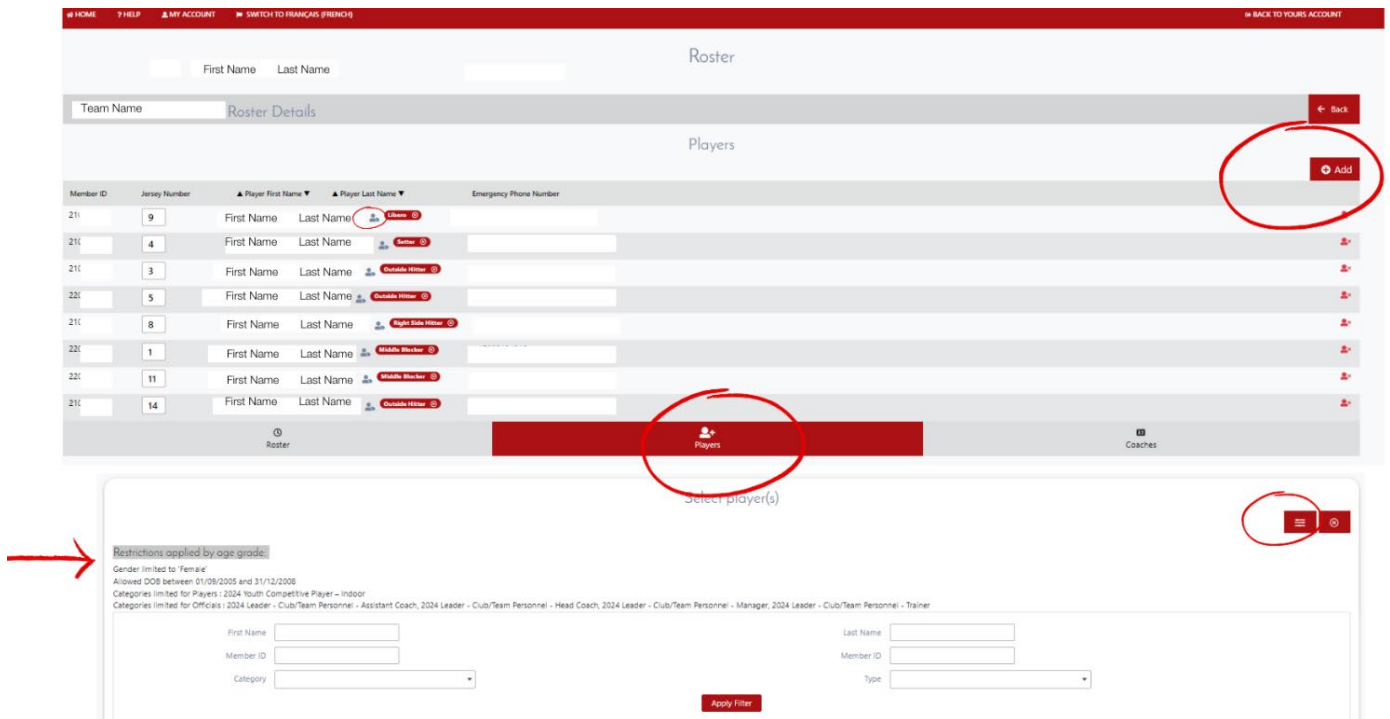 HOME ? HELP MY ACCOUNT SWITCH TO FRANÇAIS (FRENCH) BACK TO YOURS ACCOUNT
Roster
First Name Last Name
Team Name Roster Details Back
Players
Add
Member ID Jersey Number ▲ Player First Name ▼ ▲ Player Last Name ▼ Emergency Phone Number
9 First Name Last Name Libero
4 First Name Last Name Setter
3 First Name Last Name Outside Hitter
5 First Name Last Name Outside Hitter
8 First Name Last Name Right Side Hitter
1 First Name Last Name Middle Blocker
11 First Name Last Name Middle Blocker
14 First Name Last Name Outside Hitter
Roster Players Coaches
Select player(s)
Restrictions applied by age grade:
Gender limited to 'Female'
Allowed DOB between 01/09/2005 and 31/12/2008
Categories limited for Players : 2024 Youth Competitive Player – Indoor
Categories limited for Officials : 2024 Leader - Club/Team Personnel - Assistant Coach, 2024 Leader - Club/Team Personnel - Head Coach, 2024 Leader - Club/Team Personnel - Manager, 2024 Leader - Club/Team Personnel - Trainer
First Name Last Name
Member ID Member ID
Category Type
Apply Filter